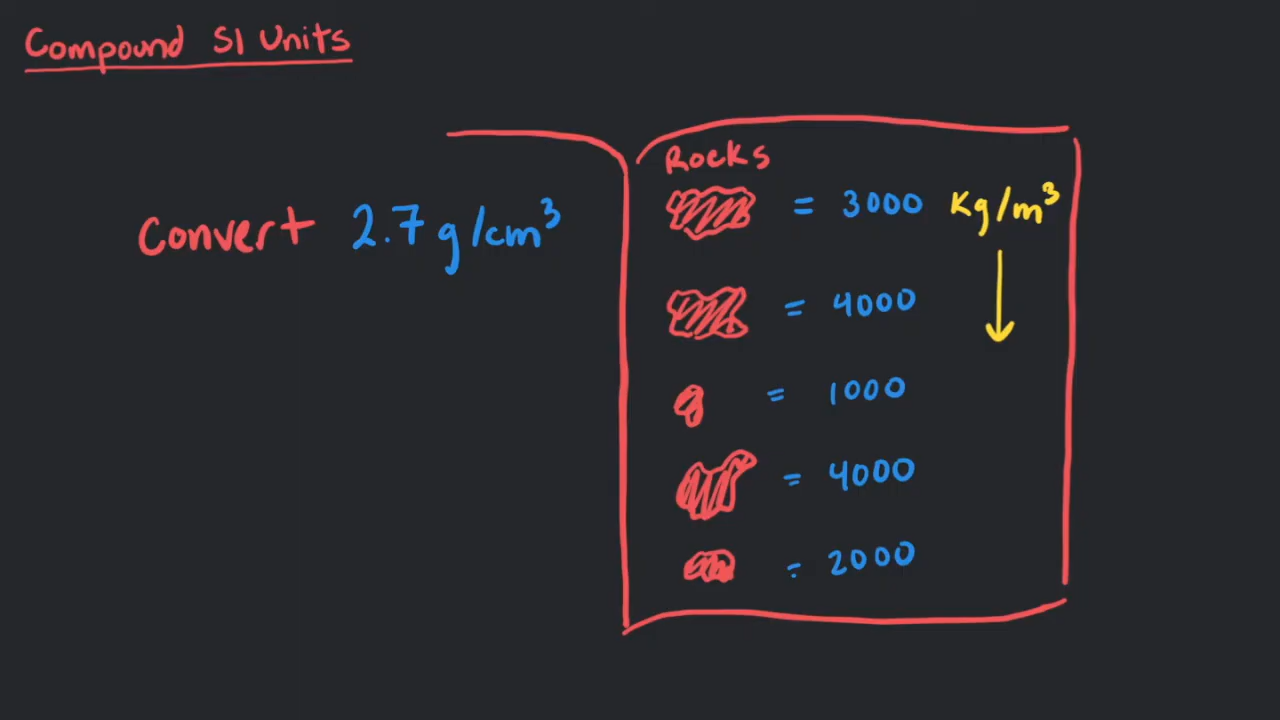 Compound SI Units
Convert 2.7 g/cm³
Rocks
= 3000 Kg/m³
= 4000
= 1000
= 4000
= 2000